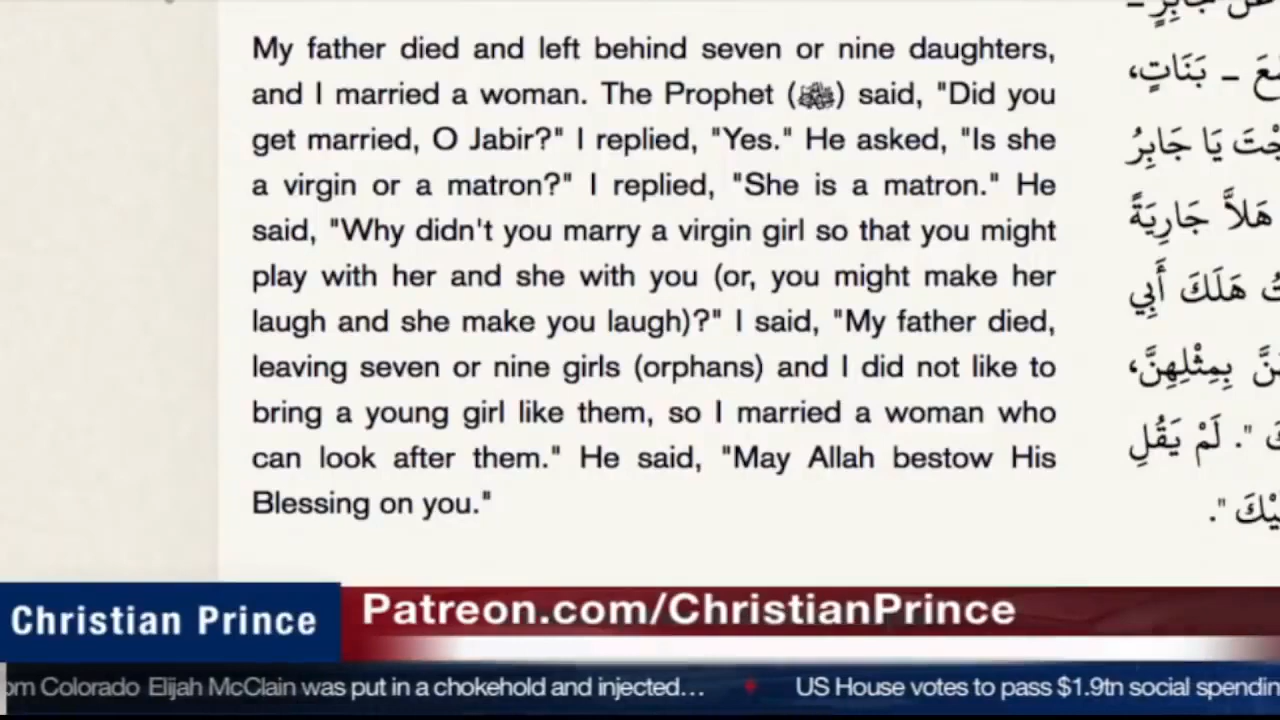 My father died and left behind seven or nine daughters,
and I married a woman. The Prophet (ﷺ) said, "Did you
get married, O Jabir?" I replied, "Yes." He asked, "Is she
a virgin or a matron?" I replied, "She is a matron." He
said, "Why didn't you marry a virgin girl so that you might
play with her and she with you (or, you might make her
laugh and she make you laugh)?" I said, "My father died,
leaving seven or nine girls (orphans) and I did not like to
bring a young girl like them, so I married a woman who
can look after them." He said, "May Allah bestow His
Blessing on you."
ـ بَنَاتٍ،
يَا جَابِرُ
هَلاَّ جَارِيَةً
هَلَكَ أَبِي
بِمِثْلِهِنَّ،
". لَمْ يَقُلِ
".
Christian Prince
Patreon.com/ChristianPrince
Colorado Elijah McClain was put in a chokehold and injected… US House votes to pass $1.9tn social